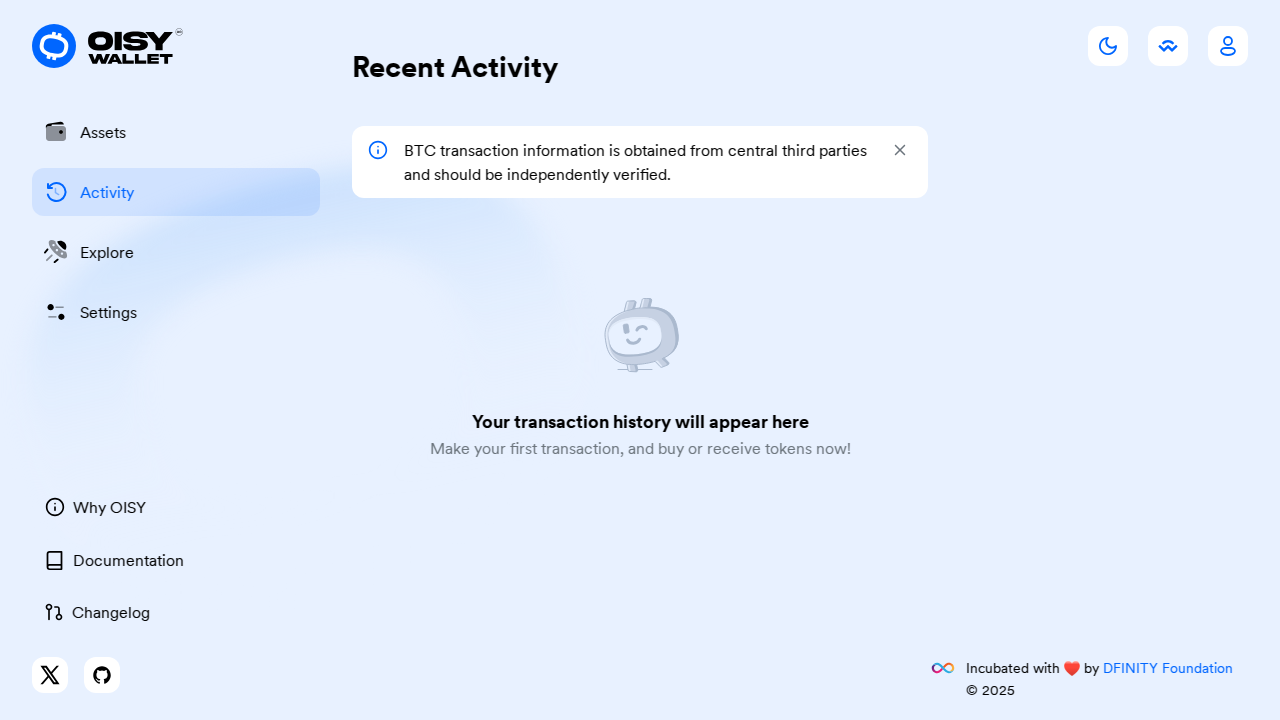 OISY
WALLET
Recent Activity
Assets
Activity
Explore
Settings
BTC transaction information is obtained from central third parties
and should be independently verified.
Your transaction history will appear here
Make your first transaction, and buy or receive tokens now!
Why OISY
Documentation
Changelog
Incubated with ❤️ by DFINITY Foundation
© 2025